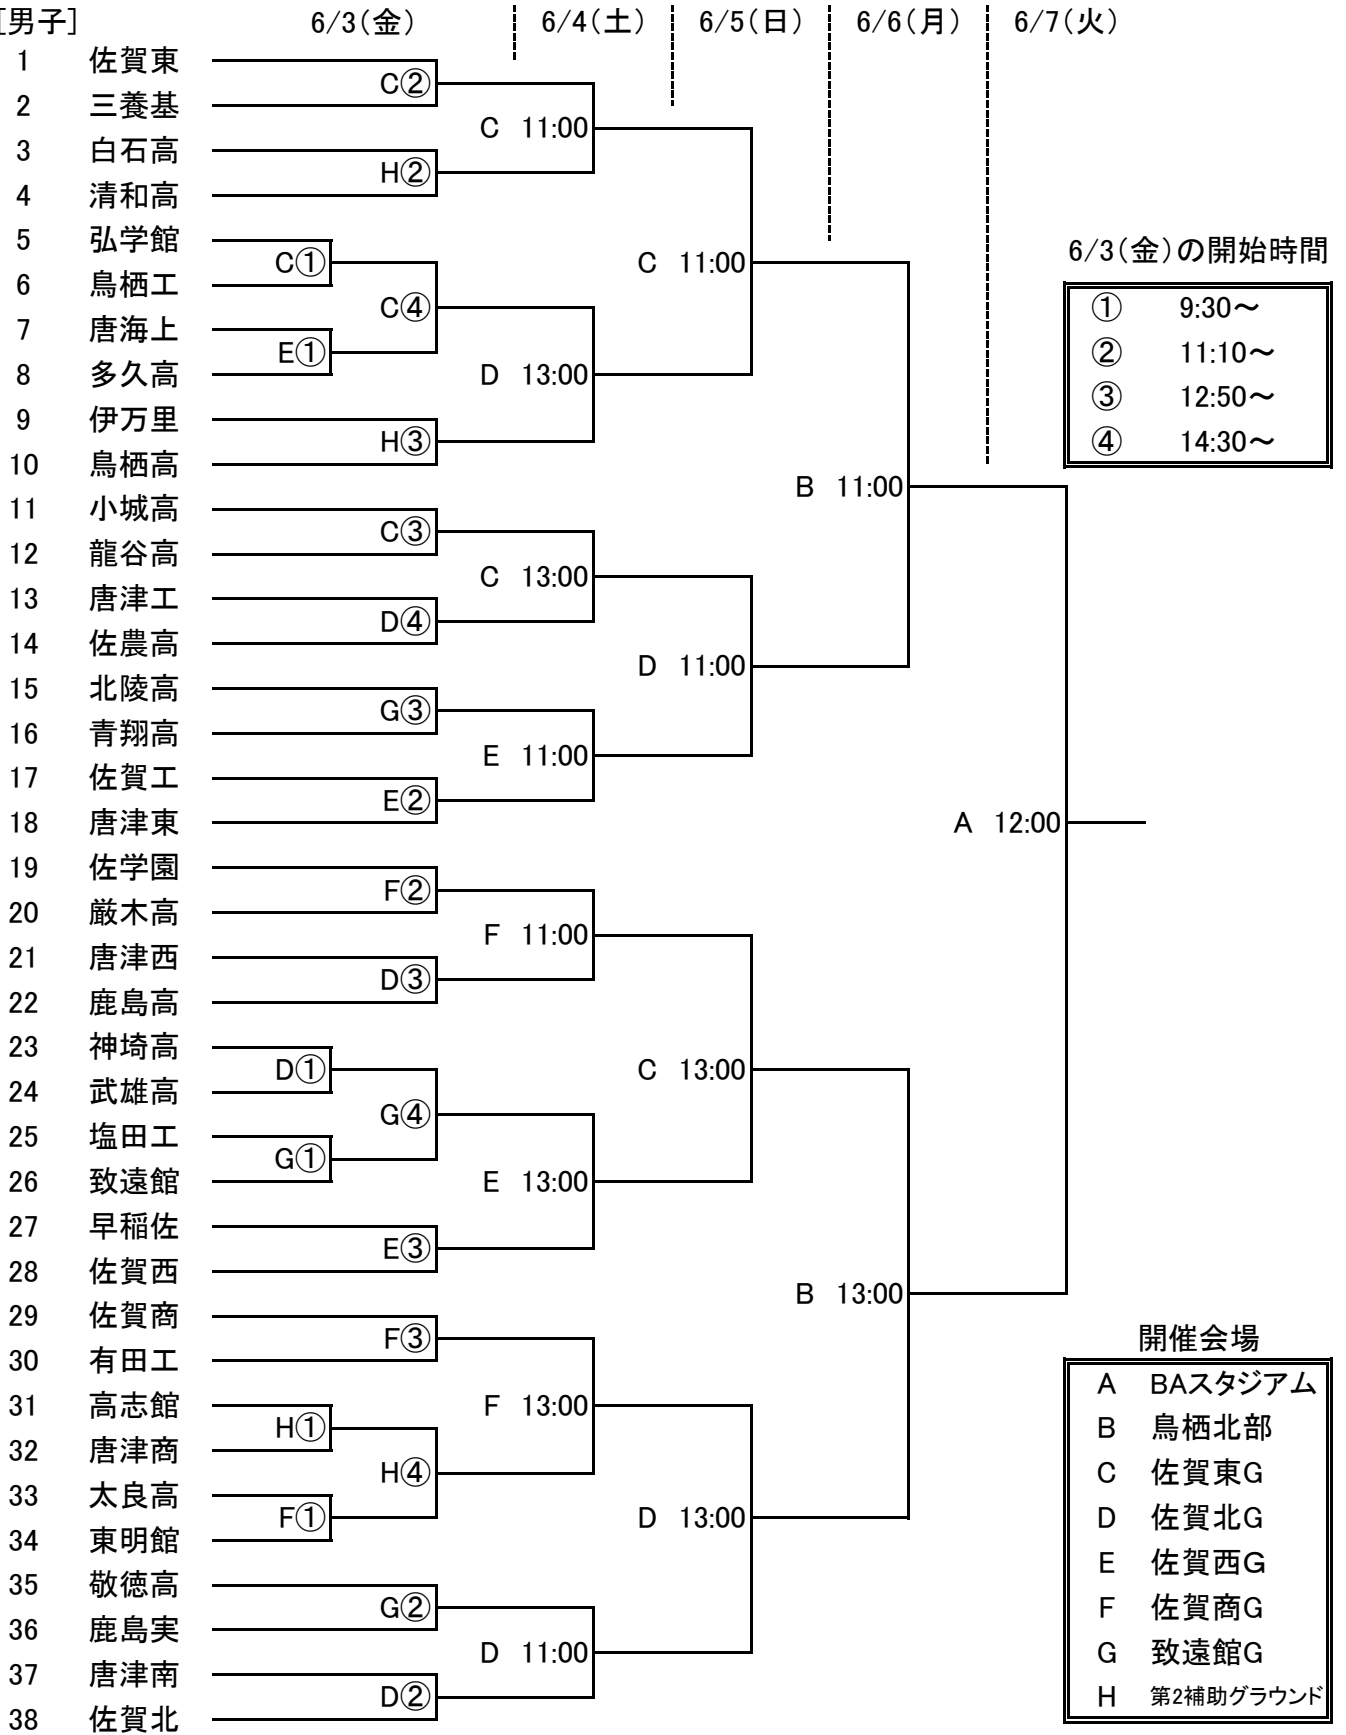 [男子] 6/3(金) 6/4(土) 6/5(日) 6/6(月) 6/7(火)
1 佐賀東
C②
2 三養基
C 11:00
3 白石高
H②
4 清和高
5 弘学館
C① C 11:00 6/3(金)の開始時間
6 鳥栖工
C④ ① 9:30～
7 唐海上
E① ② 11:10～
8 多久高 D 13:00
③ 12:50～
9 伊万里
H③ ④ 14:30～
10 鳥栖高
B 11:00
11 小城高
C③
12 龍谷高
C 13:00
13 唐津工
D④
14 佐農高
D 11:00
15 北陵高
G③
16 青翔高
E 11:00
17 佐賀工
E②
18 唐津東 A 12:00
19 佐学園
F②
20 厳木高
F 11:00
21 唐津西
D③
22 鹿島高
23 神埼高
D① C 13:00
24 武雄高
G④
25 塩田工
G①
26 致遠館 E 13:00
27 早稲佐
E③
28 佐賀西
B 13:00
29 佐賀商
F③ 開催会場
30 有田工
A BAスタジアム
31 高志館 F 13:00
H① B 鳥栖北部
32 唐津商
H④ C 佐賀東G
33 太良高
F① D 13:00 D 佐賀北G
34 東明館
E 佐賀西G
35 敬徳高
G② F 佐賀商G
36 鹿島実
D 11:00 G 致遠館G
37 唐津南
D② H 第2補助グラウンド
38 佐賀北